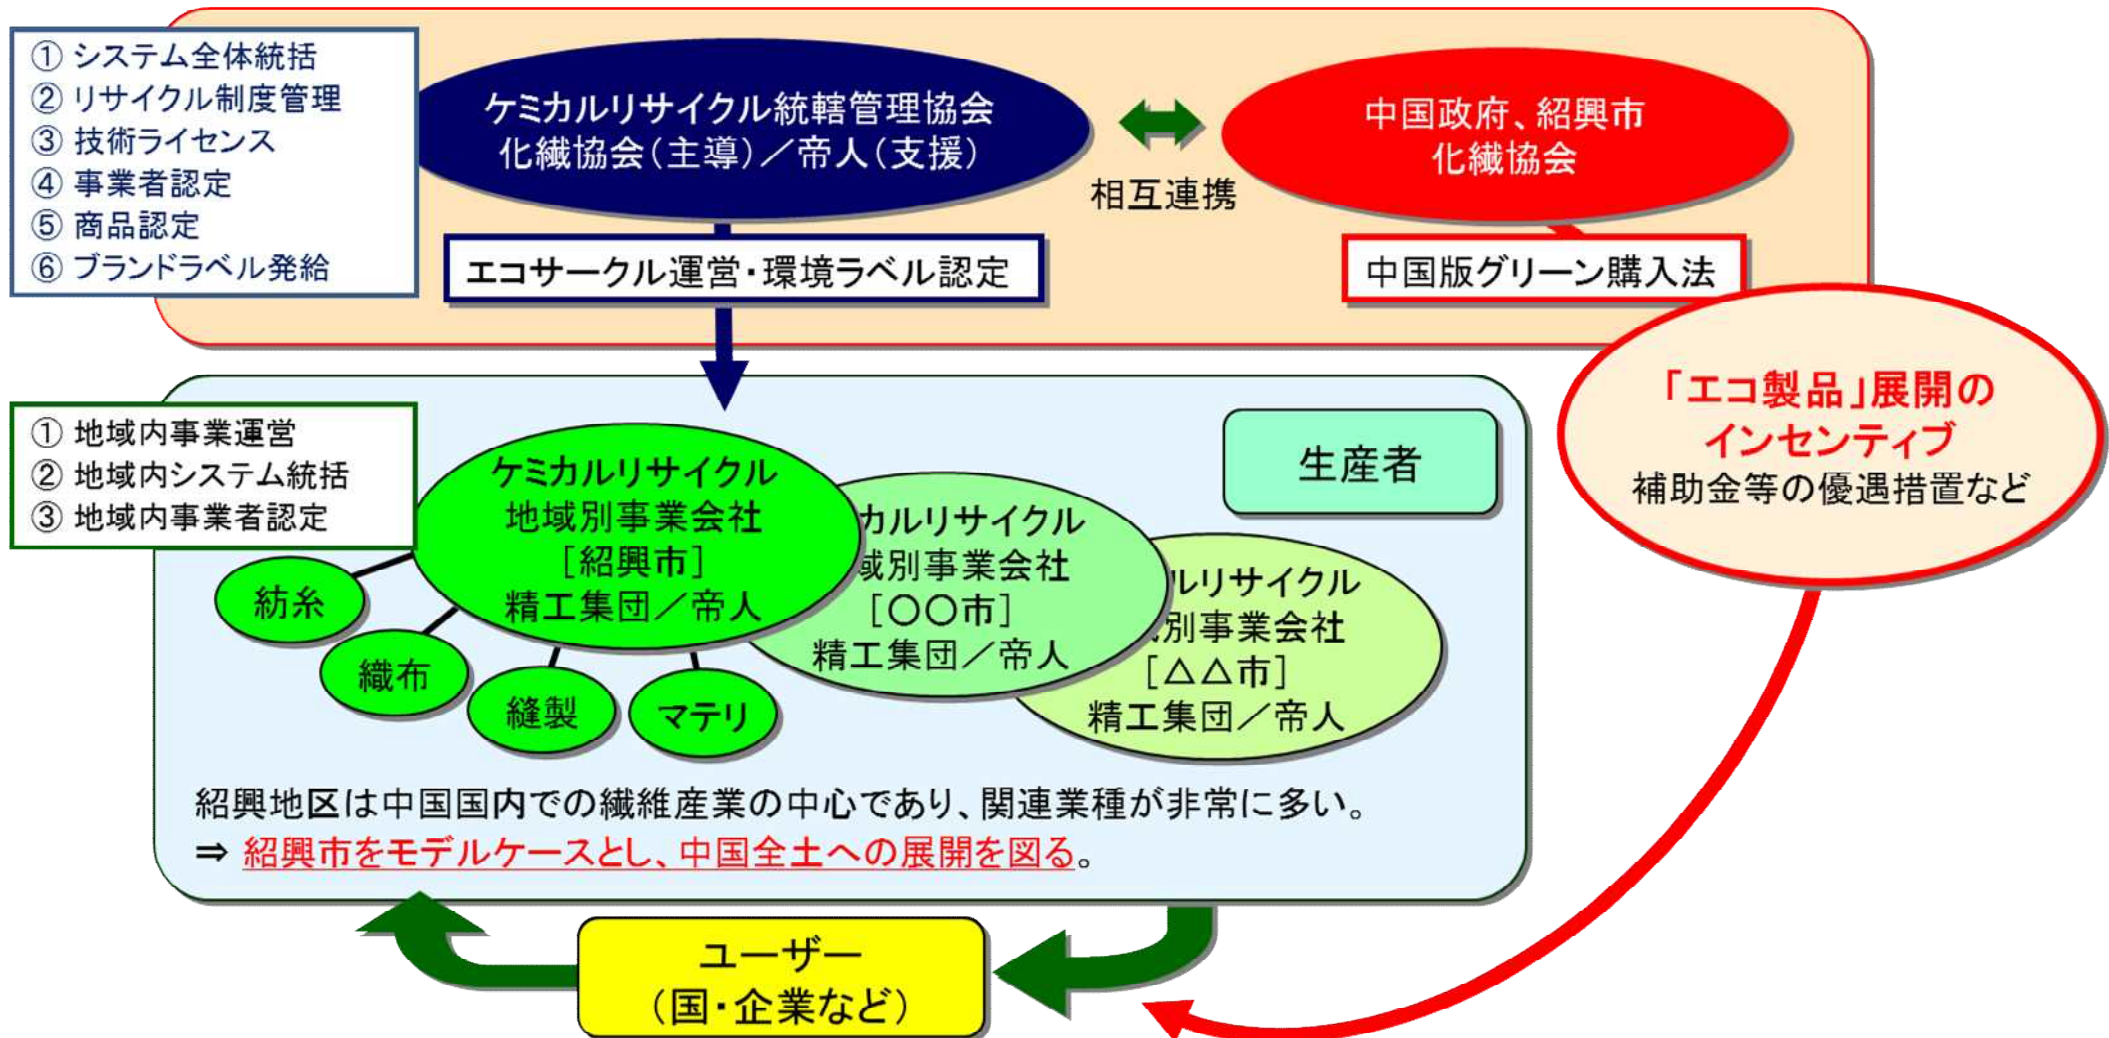 ① システム全体統括
② リサイクル制度管理
③ 技術ライセンス
④ 事業者認定
⑤ 商品認定
⑥ ブランドラベル発給
ケミカルリサイクル統轄管理協会
化繊協会(主導)／帝人(支援)
相互連携
中国政府、紹興市
化繊協会
エコサークル運営・環境ラベル認定
中国版グリーン購入法
「エコ製品」展開の
インセンティブ
補助金等の優遇措置など
① 地域内事業運営
② 地域内システム統括
③ 地域内事業者認定
生産者
ケミカルリサイクル
地域別事業会社
[紹興市]
精工集団／帝人
カルリサイクル
域別事業会社
[〇〇市]
精工集団／帝人
ルリサイクル
別事業会社
[△△市]
精工集団／帝人
紡糸
織布
縫製
マテリ
紹興地区は中国国内での繊維産業の中心であり、関連業種が非常に多い。
⇒ 紹興市をモデルケースとし、中国全土への展開を図る。
ユーザー
(国・企業など)